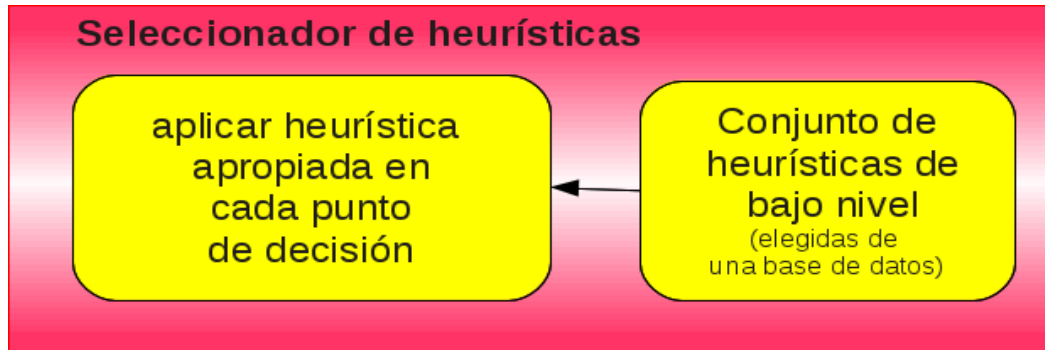 Seleccionador de heurísticas
aplicar heurística
apropiada en
cada punto
de decisión
Conjunto de
heurísticas de
bajo nivel
(elegidas de
una base de datos)